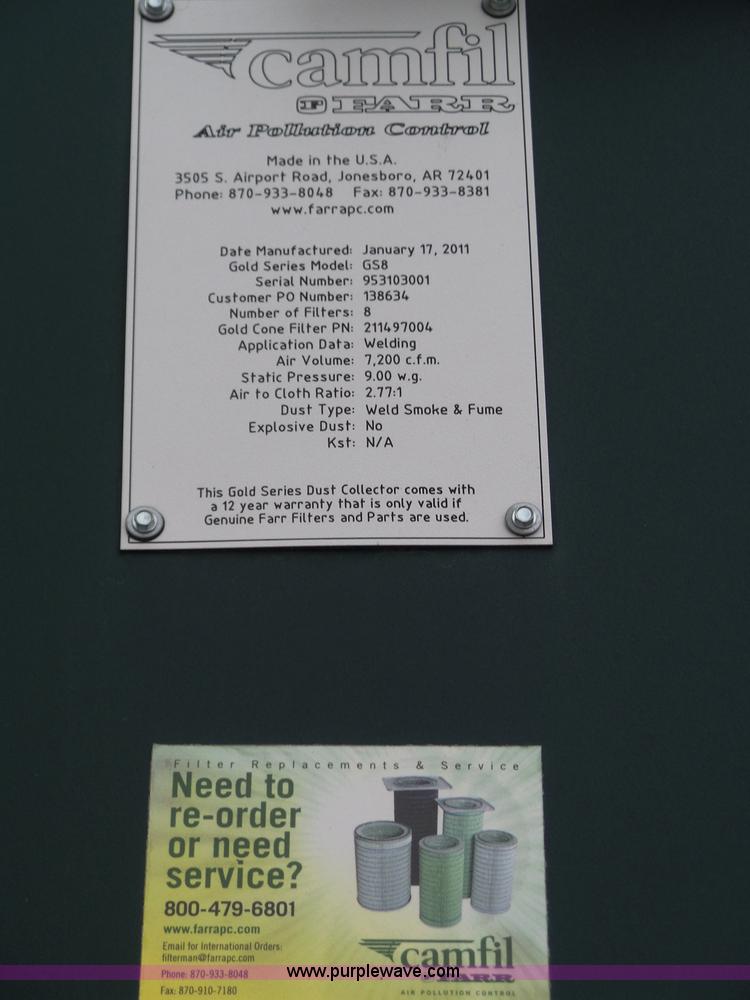 camfil
FARR
Air Pollution Control
Made in the U.S.A.
3505 S. Airport Road, Jonesboro, AR 72401
Phone: 870-933-8048 Fax: 870-933-8381
www.farrapc.com
Date Manufactured: January 17, 2011
Gold Series Model: GS8
Serial Number: 953103001
Customer PO Number: 138634
Number of Filters: 8
Gold Cone Filter PN: 211497004
Application Data: Welding
Air Volume: 7,200 c.f.m.
Static Pressure: 9.00 w.g.
Air to Cloth Ratio: 2.77:1
Dust Type: Weld Smoke & Fume
Explosive Dust: No
Kst: N/A
This Gold Series Dust Collector comes with
a 12 year warranty that is only valid if
Genuine Farr Filters and Parts are used.
Filter Replacements & Service
Need to
re-order
or need
service?
800-479-6801
www.farrapc.com
Email for International Orders:
filterman@farrapc.com
Phone: 870-933-8048
Fax: 870-910-7180
camfil
FARR
AIR POLLUTION CONTROL
www.purplewave.com